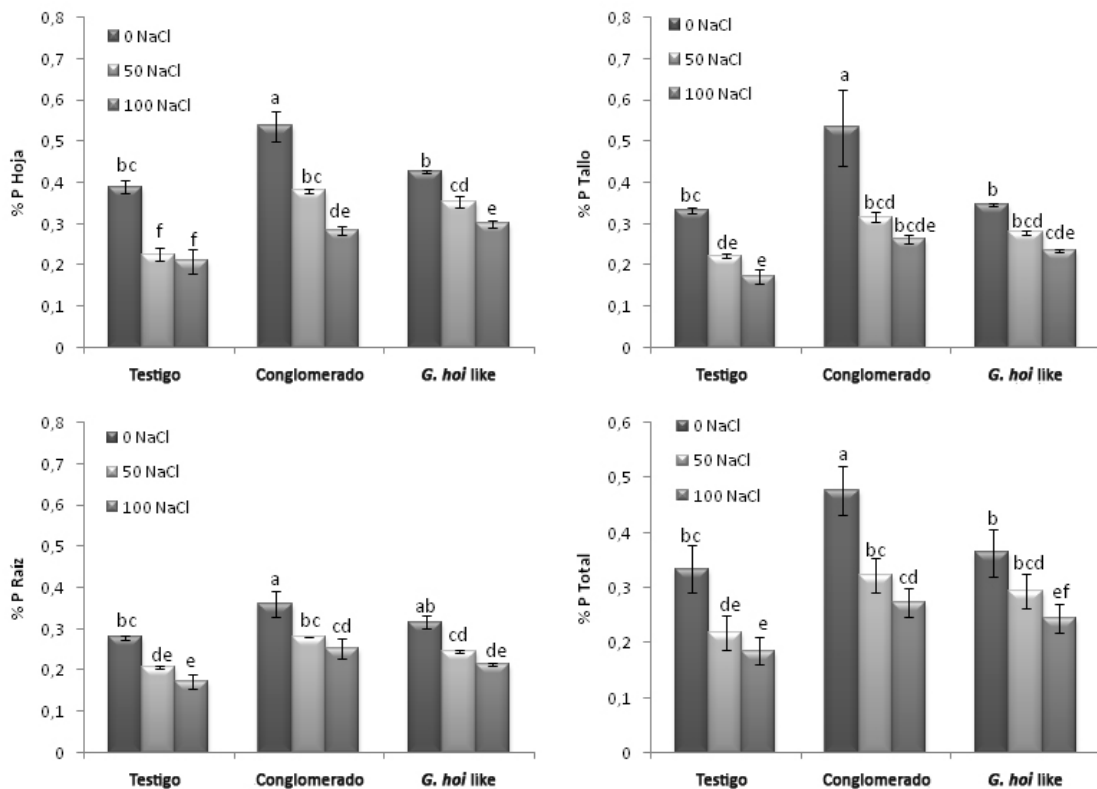 % P Hoja
0,8
0,7
0,6
0,5
0,4
0,3
0,2
0,1
0
0 NaCl
50 NaCl
100 NaCl
bc
f
f
a
bc
de
b
cd
e
Testigo
Conglomerado
G. hoi like
% P Tallo
0,8
0,7
0,6
0,5
0,4
0,3
0,2
0,1
0
0 NaCl
50 NaCl
100 NaCl
bc
de
e
a
bcd
bcde
b
bcd
cde
Testigo
Conglomerado
G. hoi like
% P Raíz
0,8
0,7
0,6
0,5
0,4
0,3
0,2
0,1
0
0 NaCl
50 NaCl
100 NaCl
bc
de
e
a
bc
cd
ab
cd
de
Testigo
Conglomerado
G. hoi like
% P Total
0,6
0,5
0,4
0,3
0,2
0,1
0
0 NaCl
50 NaCl
100 NaCl
bc
de
e
a
bc
cd
b
bcd
ef
Testigo
Conglomerado
G. hoi like